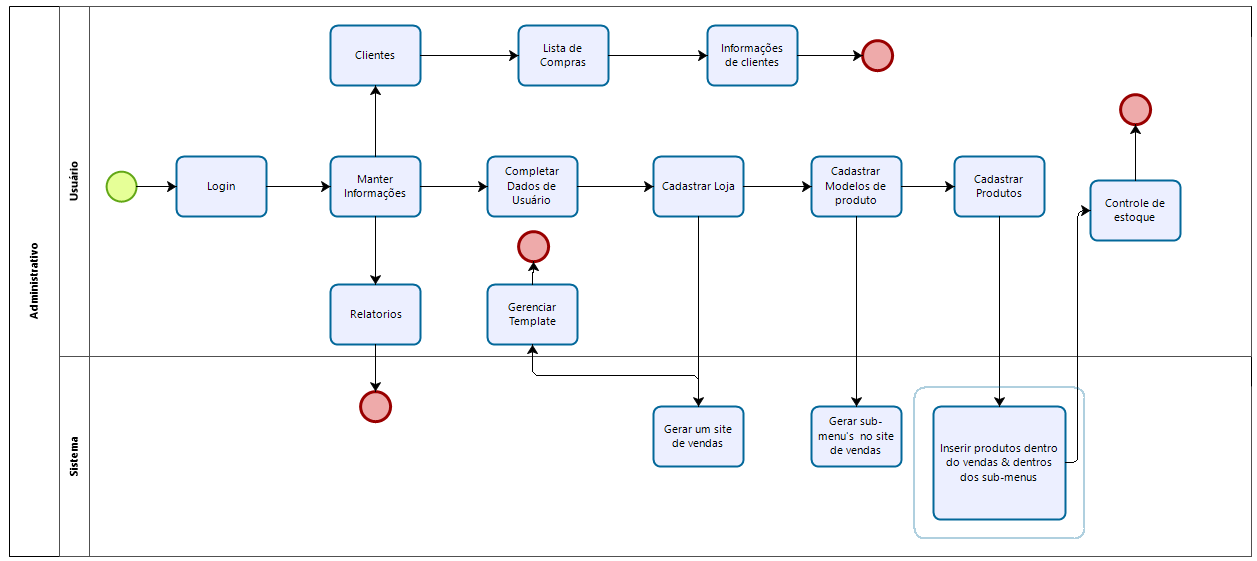 Administrativo
Usuário
Clientes
Lista de
Compras
Informações
de clientes
Login
Manter
Informações
Completar
Dados de
Usuário
Cadastrar Loja
Cadastrar
Modelos de
produto
Cadastrar
Produtos
Controle de
estoque
Relatorios
Gerenciar
Template
Sistema
Gerar um site
de vendas
Gerar sub-
menu's no site
de vendas
Inserir produtos dentro
do vendas & dentros
dos sub-menus